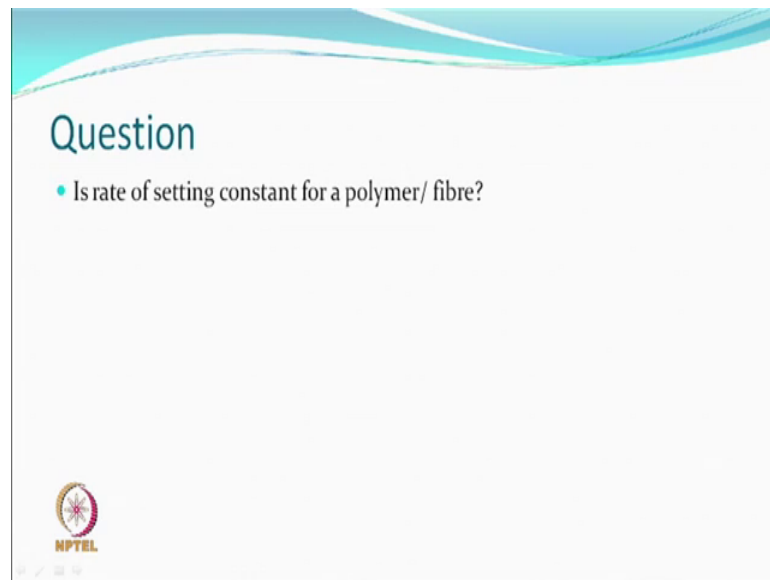 Question
• Is rate of setting constant for a polymer/ fibre?
NPTEL